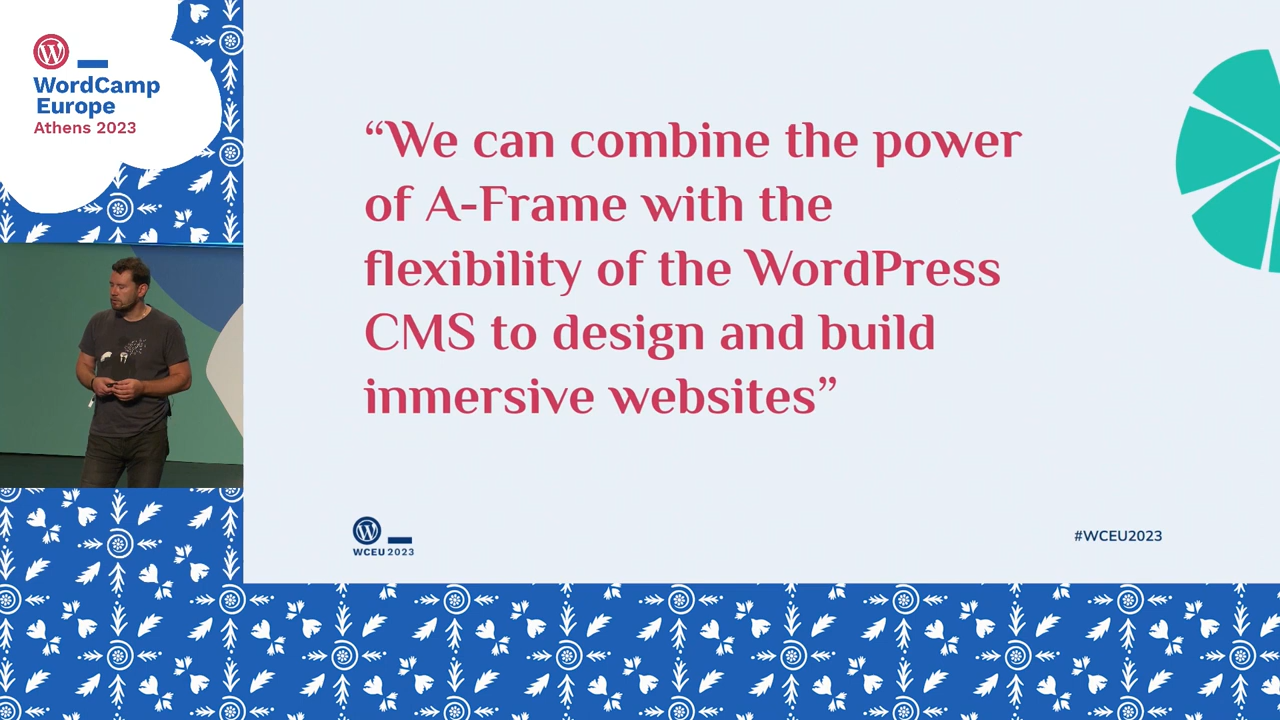 WordCamp
Europe
Athens 2023
“We can combine the power
of A-Frame with the
flexibility of the WordPress
CMS to design and build
inmersive websites”
WCEU 2023
#WCEU2023